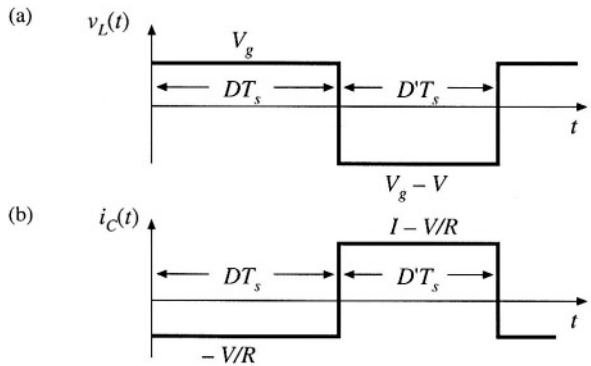 (a)
v_L(t)
V_g
DT_s
D'T_s
t
V_g – V
(b)
i_C(t)
I – V/R
DT_s
D'T_s
t
– V/R